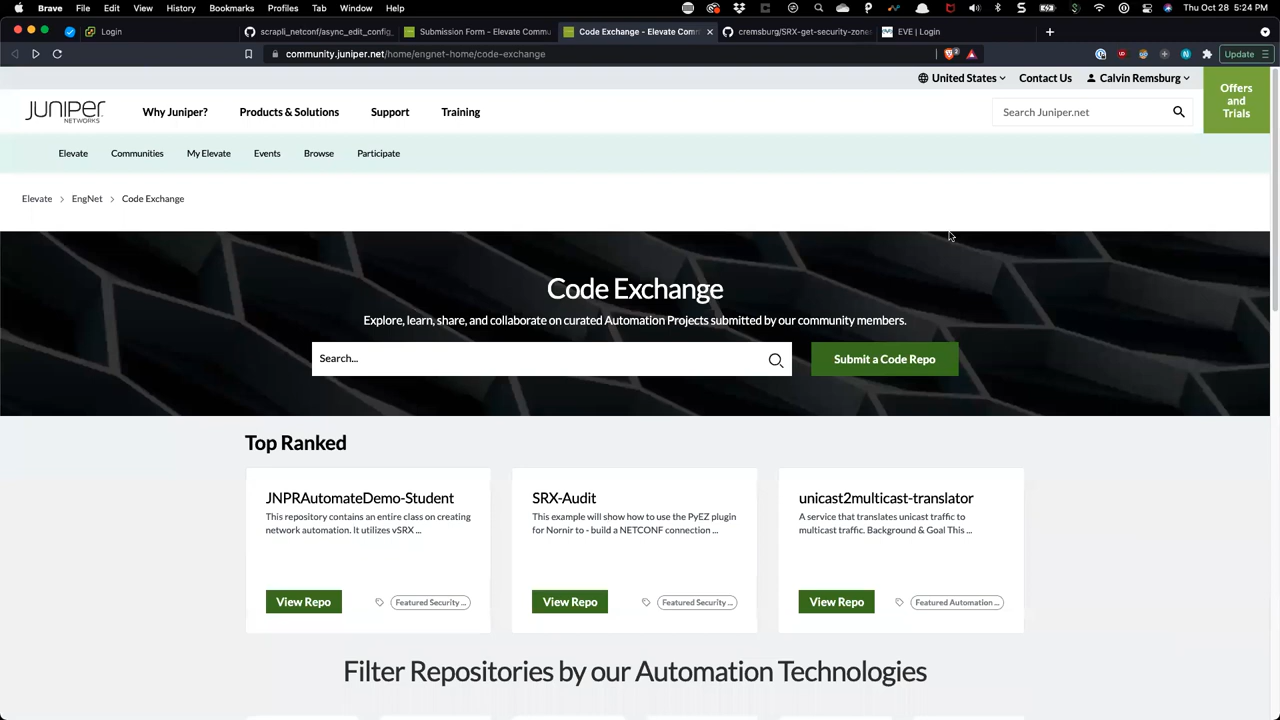 Brave File Edit View History Bookmarks Profiles Tab Window Help Thu Oct 28 5:24 PM
Login scrapli_netconf/async_edit_config_ Submission Form – Elevate Commu Code Exchange - Elevate Com cremsburg/SRX-get-security-zone EVE | Login
community.juniper.net/home/engnet-home/code-exchange Update
United States Contact Us Calvin Remsburg
Offers and Trials
JUNIPER NETWORKS Why Juniper? Products & Solutions Support Training Search Juniper.net
Elevate Communities My Elevate Events Browse Participate
Elevate > EngNet > Code Exchange
Code Exchange
Explore, learn, share, and collaborate on curated Automation Projects submitted by our community members.
Search... Submit a Code Repo
Top Ranked
JNPRAutomateDemo-Student
This repository contains an entire class on creating
network automation. It utilizes vSRX ...
View Repo Featured Security ...
SRX-Audit
This example will show how to use the PyEZ plugin
for Nornir to - build a NETCONF connection ...
View Repo Featured Security ...
unicast2multicast-translator
A service that translates unicast traffic to
multicast traffic. Background & Goal This ...
View Repo Featured Automation ...
Filter Repositories by our Automation Technologies